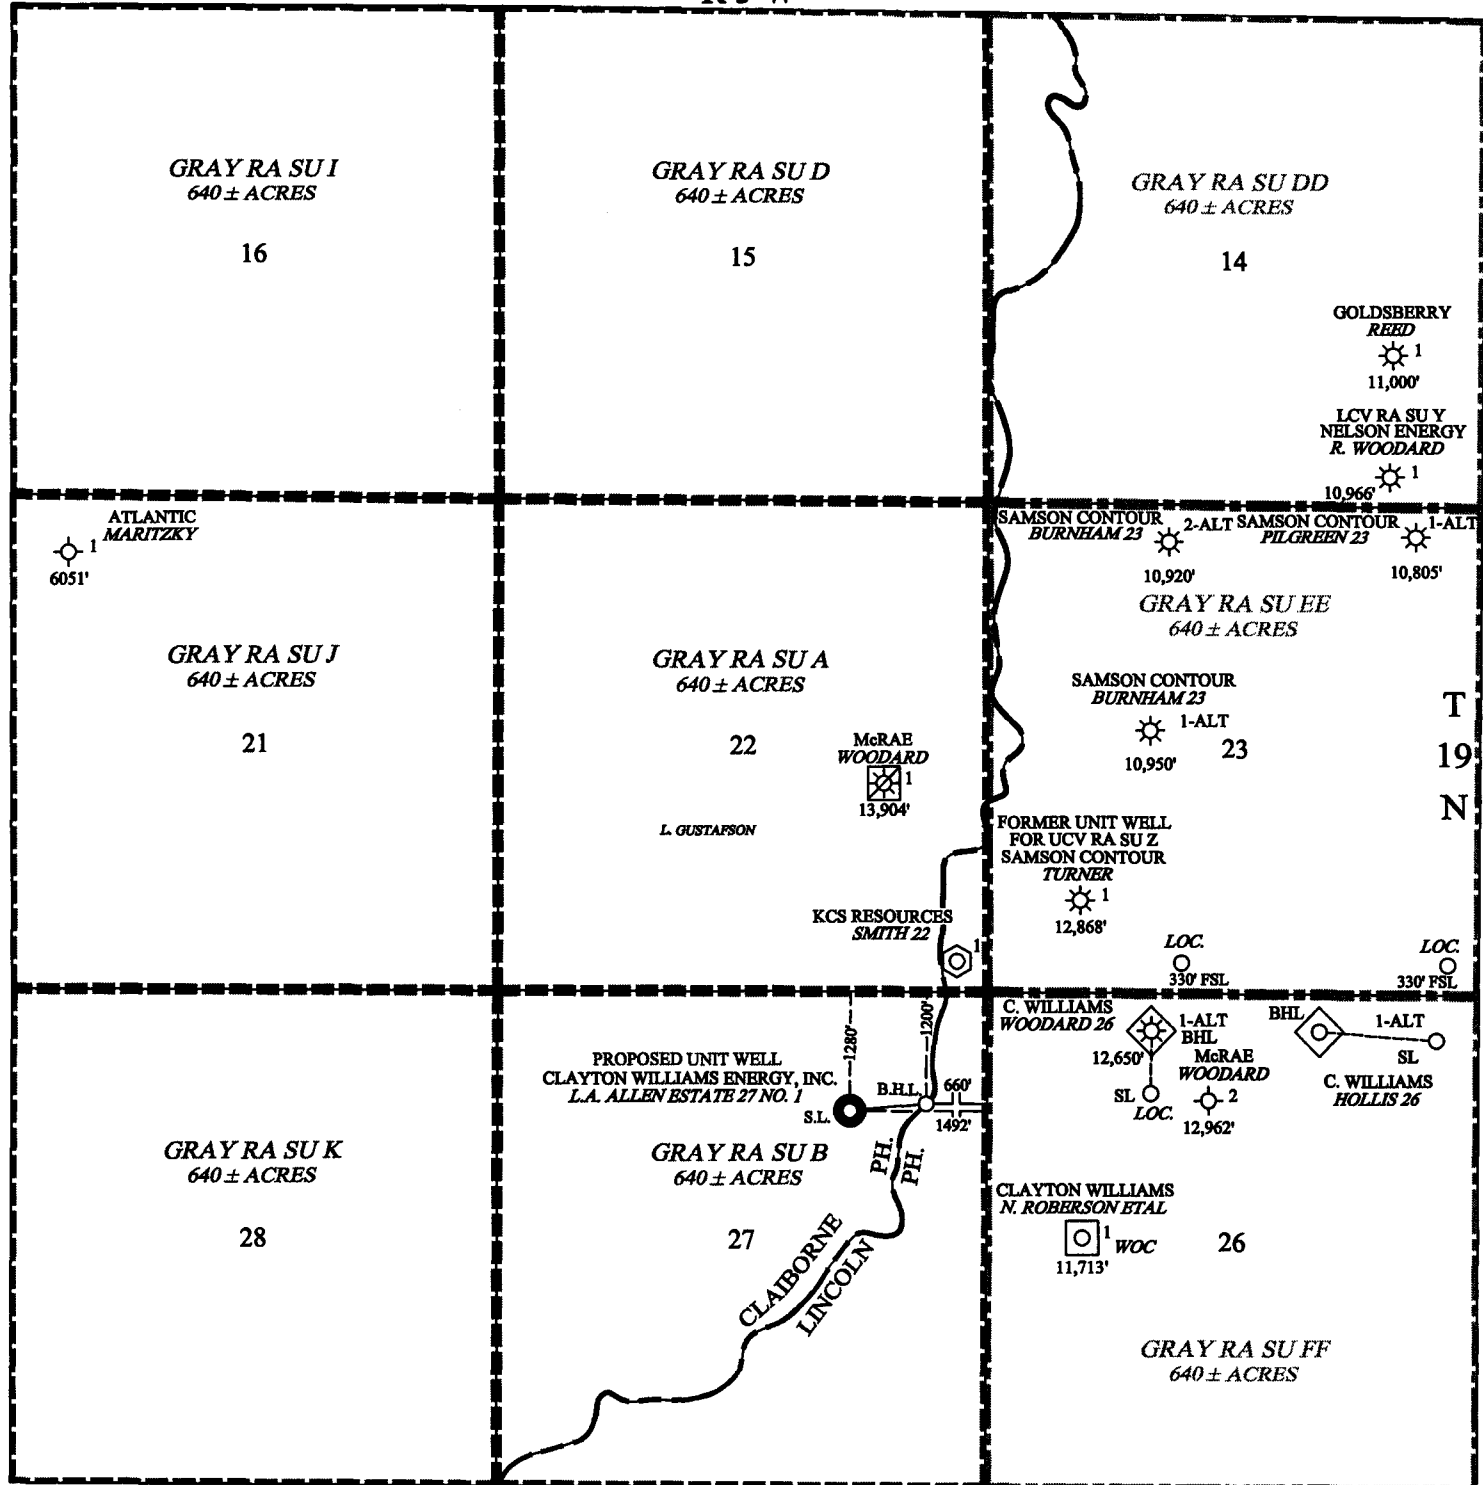 GRAY RA SU I
640 ± ACRES
16
GRAY RA SU D
640 ± ACRES
15
GRAY RA SU DD
640 ± ACRES
14
GOLDSBERRY
REED
1
11,000'
LCV RA SU Y
NELSON ENERGY
R. WOODARD
1
10,966'
ATLANTIC
MARITZKY
1
6051'
GRAY RA SU J
640 ± ACRES
21
GRAY RA SU A
640 ± ACRES
22
McRAE
WOODARD
1
13,904'
L. GUSTAFSON
KCS RESOURCES
SMITH 22
1
SAMSON CONTOUR
BURNHAM 23
2-ALT
10,920'
SAMSON CONTOUR
PILGREEN 23
1-ALT
10,805'
GRAY RA SU EE
640 ± ACRES
SAMSON CONTOUR
BURNHAM 23
1-ALT
10,950'
23
T
19
N
FORMER UNIT WELL
FOR UCV RA SU Z
SAMSON CONTOUR
TURNER
1
12,868'
LOC.
330' FSL
LOC.
330' FSL
GRAY RA SU K
640 ± ACRES
28
1280'
1200'
PROPOSED UNIT WELL
CLAYTON WILLIAMS ENERGY, INC.
L.A. ALLEN ESTATE 27 NO. 1
S.L.
B.H.L.
660'
1492'
GRAY RA SU B
640 ± ACRES
27
PH.
PH.
CLAIBORNE
LINCOLN
C. WILLIAMS
WOODARD 26
1-ALT
BHL
12,650'
SL
LOC.
McRAE
WOODARD
2
12,962'
BHL
1-ALT
SL
C. WILLIAMS
HOLLIS 26
CLAYTON WILLIAMS
N. ROBERSON ETAL
1
WOC
11,713'
26
GRAY RA SU FF
640 ± ACRES